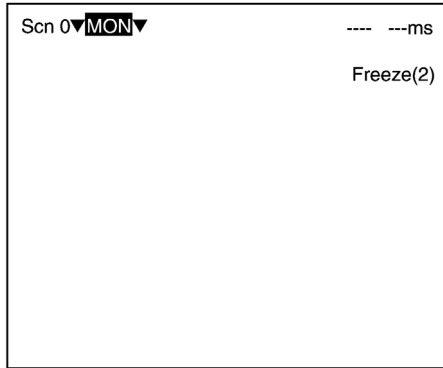 Scn 0▼MON▼ ---- ---ms
Freeze(2)